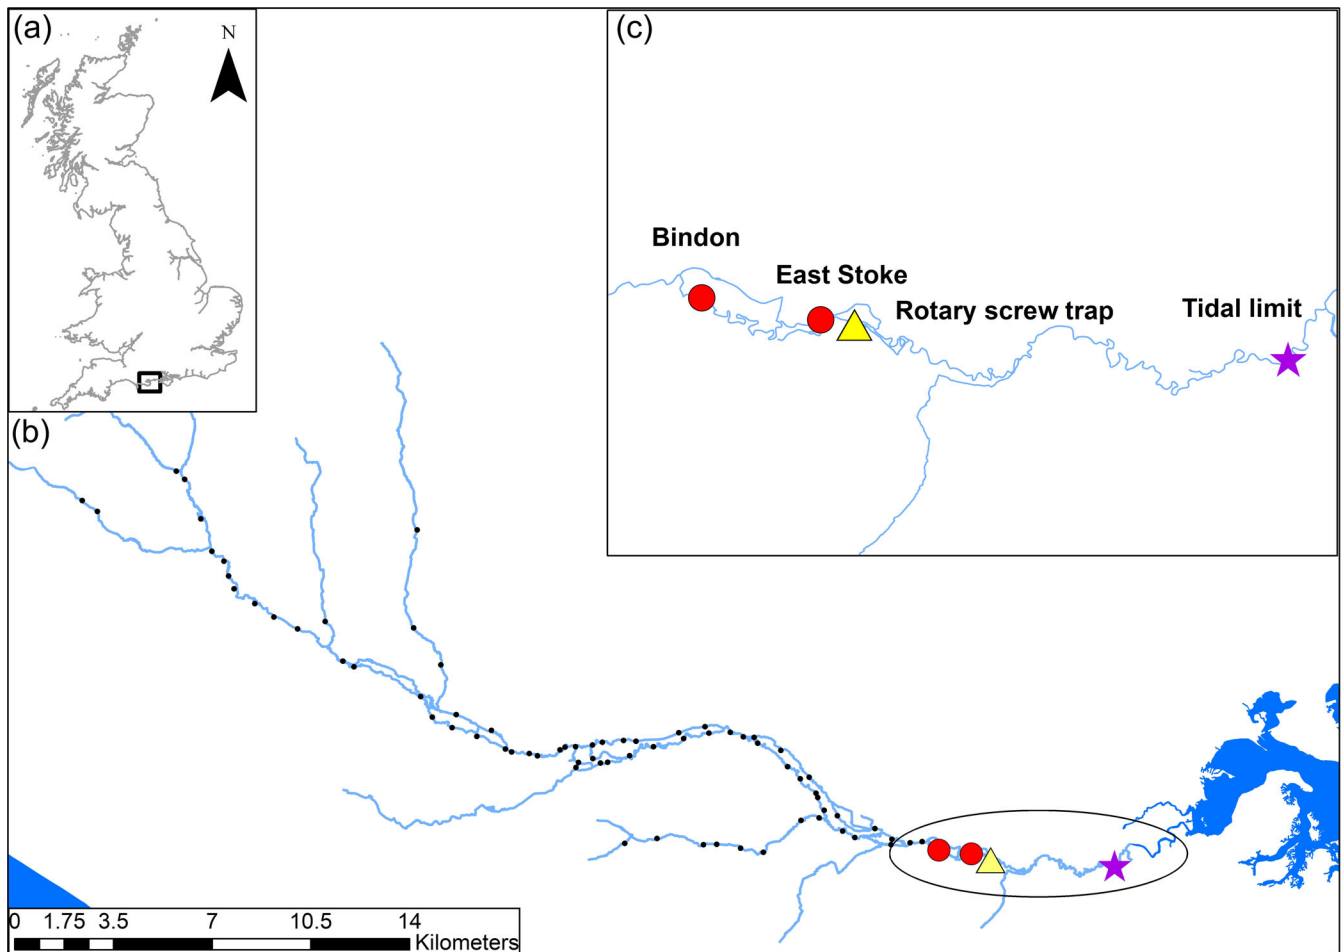 (a)
N
(c)
Bindon
East Stoke
Rotary screw trap
Tidal limit
(b)
0 1.75 3.5 7 10.5 14
Kilometers